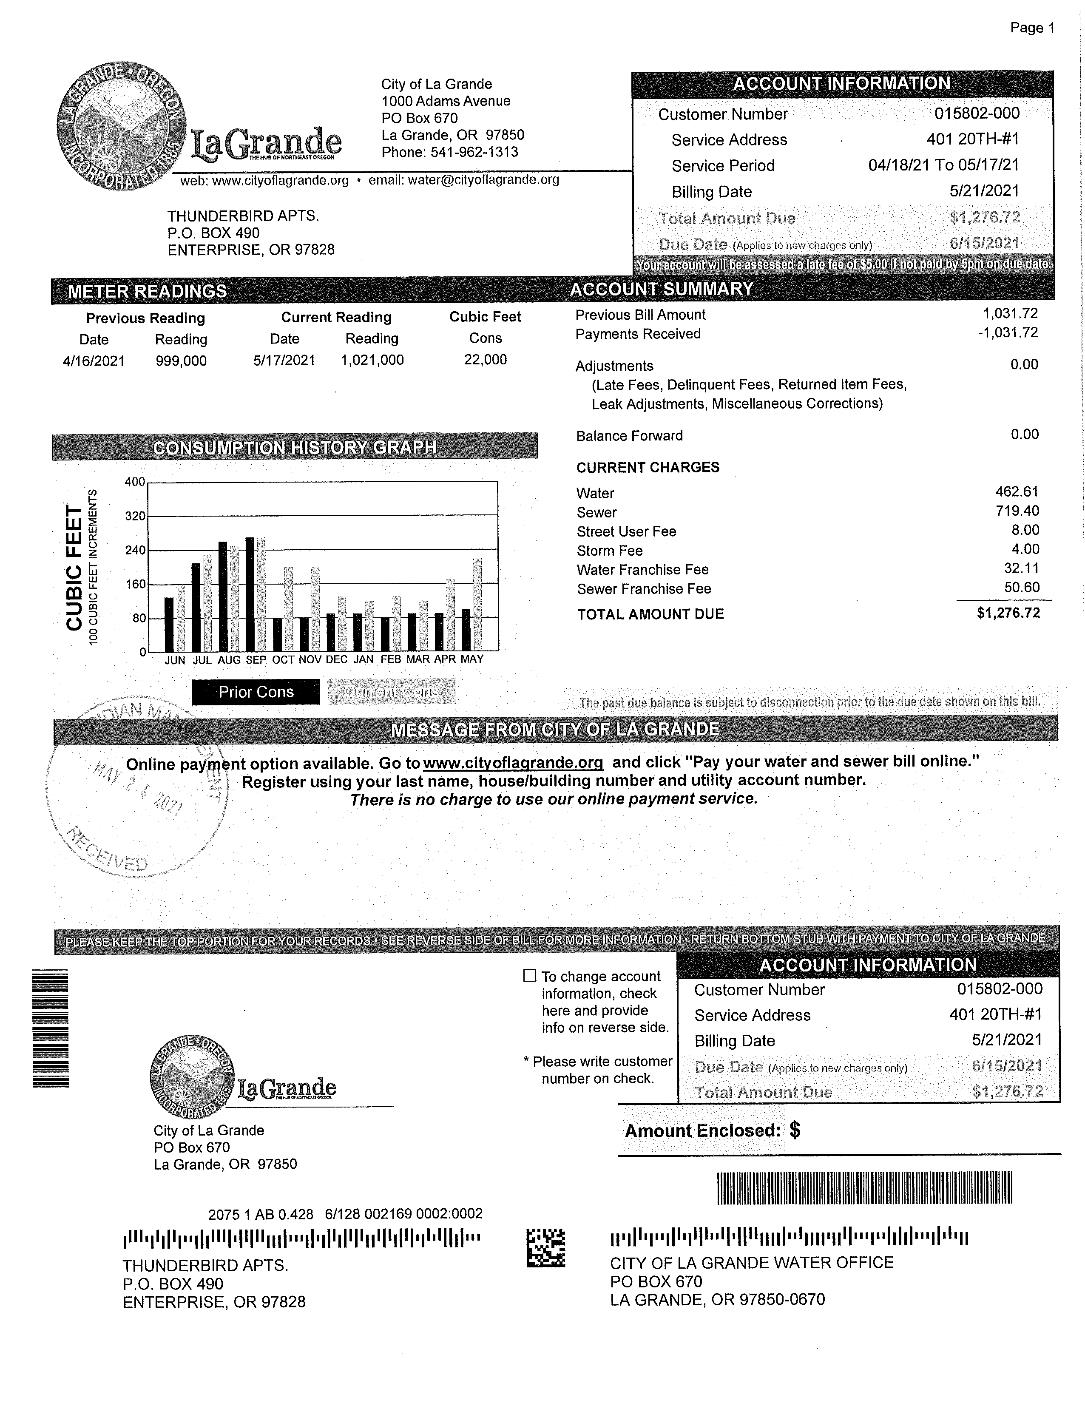 Page 1
LA GRANDE, OREGON
INCORPORATED
LaGrande
THE HUB OF NORTHEAST OREGON
City of La Grande
1000 Adams Avenue
PO Box 670
La Grande, OR 97850
Phone: 541-962-1313
web: www.cityoflagrande.org • email: water@cityoflagrande.org
THUNDERBIRD APTS.
P.O. BOX 490
ENTERPRISE, OR 97828
ACCOUNT INFORMATION
Customer Number 015802-000
Service Address 401 20TH-#1
Service Period 04/18/21 To 05/17/21
Billing Date 5/21/2021
Total Amount Due $1,276.72
Due Date (Applies to new charges only) 6/15/2021
Your account will be assessed a late fee of $5.00 if not paid by 5pm on due date.
METER READINGS
Previous Reading Current Reading Cubic Feet
Date Reading Date Reading Cons
4/16/2021 999,000 5/17/2021 1,021,000 22,000
ACCOUNT SUMMARY
Previous Bill Amount 1,031.72
Payments Received -1,031.72
Adjustments 0.00
(Late Fees, Delinquent Fees, Returned Item Fees,
Leak Adjustments, Miscellaneous Corrections)
Balance Forward 0.00
CURRENT CHARGES
Water 462.61
Sewer 719.40
Street User Fee 8.00
Storm Fee 4.00
Water Franchise Fee 32.11
Sewer Franchise Fee 50.60
TOTAL AMOUNT DUE $1,276.72
The past due balance is subject to disconnection prior to the due date shown on this bill.
CONSUMPTION HISTORY GRAPH
CUBIC FEET
100 CUBIC FEET INCREMENTS
400
320
240
160
80
0
JUN JUL AUG SEP OCT NOV DEC JAN FEB MAR APR MAY
Prior Cons
MESSAGE FROM CITY OF LA GRANDE
Online payment option available. Go to www.cityoflagrande.org and click "Pay your water and sewer bill online."
Register using your last name, house/building number and utility account number.
There is no charge to use our online payment service.
MAY 2 2021
RECEIVED
PLEASE KEEP THE TOP PORTION FOR YOUR RECORDS • SEE REVERSE SIDE OF BILL FOR MORE INFORMATION • RETURN BOTTOM STUB WITH PAYMENT TO CITY OF LA GRANDE
To change account
information, check
here and provide
info on reverse side.
* Please write customer
number on check.
ACCOUNT INFORMATION
Customer Number 015802-000
Service Address 401 20TH-#1
Billing Date 5/21/2021
Due Date (Applies to new charges only) 6/15/2021
Total Amount Due $1,276.72
Amount Enclosed: $
LaGrande
City of La Grande
PO Box 670
La Grande, OR 97850
2075 1 AB 0.428 6/128 002169 0002:0002
THUNDERBIRD APTS.
P.O. BOX 490
ENTERPRISE, OR 97828
CITY OF LA GRANDE WATER OFFICE
PO BOX 670
LA GRANDE, OR 97850-0670